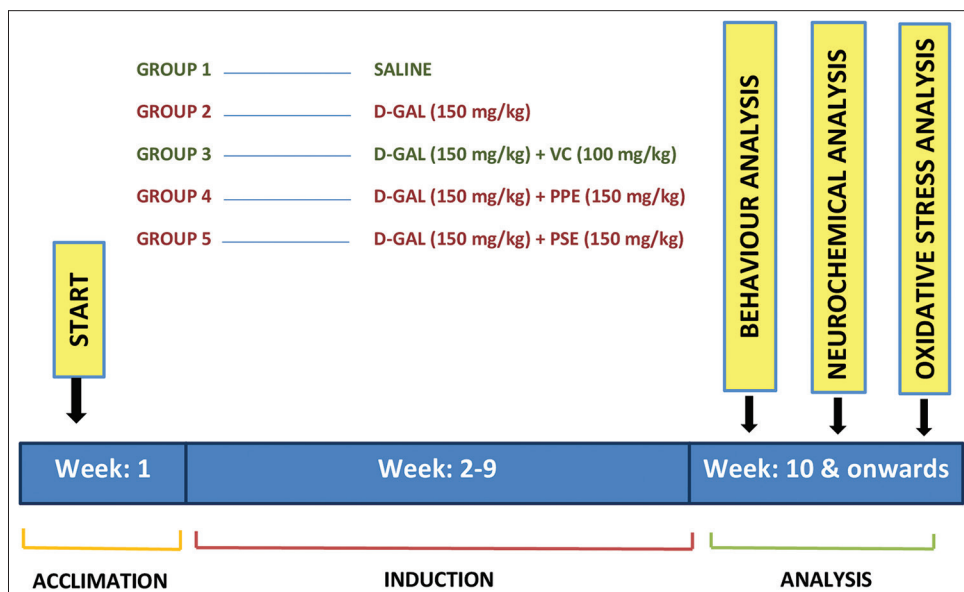 GROUP 1 SALINE
GROUP 2 D-GAL (150 mg/kg)
GROUP 3 D-GAL (150 mg/kg) + VC (100 mg/kg)
GROUP 4 D-GAL (150 mg/kg) + PPE (150 mg/kg)
GROUP 5 D-GAL (150 mg/kg) + PSE (150 mg/kg)
START
BEHAVIOUR ANALYSIS
NEUROCHEMICAL ANALYSIS
OXIDATIVE STRESS ANALYSIS
Week: 1
Week: 2-9
Week: 10 & onwards
ACCLIMATION
INDUCTION
ANALYSIS